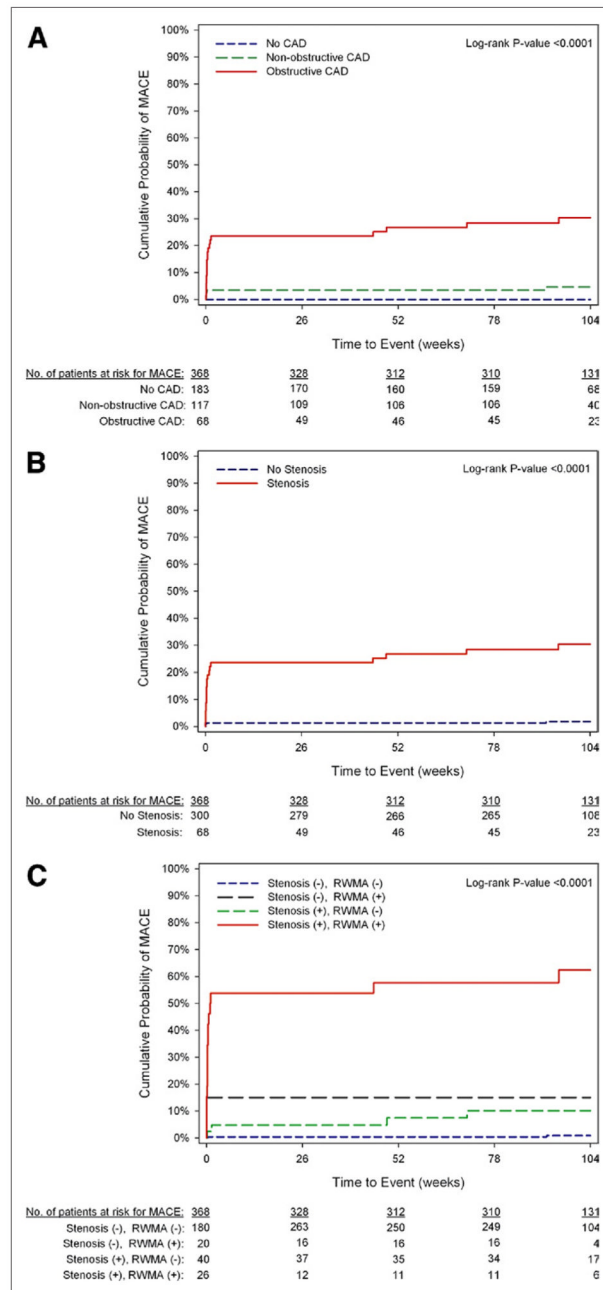 A
100%
90%
80%
70%
60%
50%
40%
30%
20%
10%
0%
Cumulative Probability of MACE
No CAD
Non-obstructive CAD
Obstructive CAD
Log-rank P-value <0.0001
0 26 52 78 104
Time to Event (weeks)
No. of patients at risk for MACE: 368 328 312 310 131
No CAD: 183 170 160 159 68
Non-obstructive CAD: 117 109 106 106 40
Obstructive CAD: 68 49 46 45 23
B
100%
90%
80%
70%
60%
50%
40%
30%
20%
10%
0%
Cumulative Probability of MACE
No Stenosis
Stenosis
Log-rank P-value <0.0001
0 26 52 78 104
Time to Event (weeks)
No. of patients at risk for MACE: 368 328 312 310 131
No Stenosis: 300 279 266 265 108
Stenosis: 68 49 46 45 23
C
100%
90%
80%
70%
60%
50%
40%
30%
20%
10%
0%
Cumulative Probability of MACE
Stenosis (-), RWMA (-)
Stenosis (-), RWMA (+)
Stenosis (+), RWMA (-)
Stenosis (+), RWMA (+)
Log-rank P-value <0.0001
0 26 52 78 104
Time to Event (weeks)
No. of patients at risk for MACE: 368 328 312 310 131
Stenosis (-), RWMA (-): 180 263 250 249 104
Stenosis (-), RWMA (+): 20 16 16 16 4
Stenosis (+), RWMA (-): 40 37 35 34 17
Stenosis (+), RWMA (+): 26 12 11 11 6